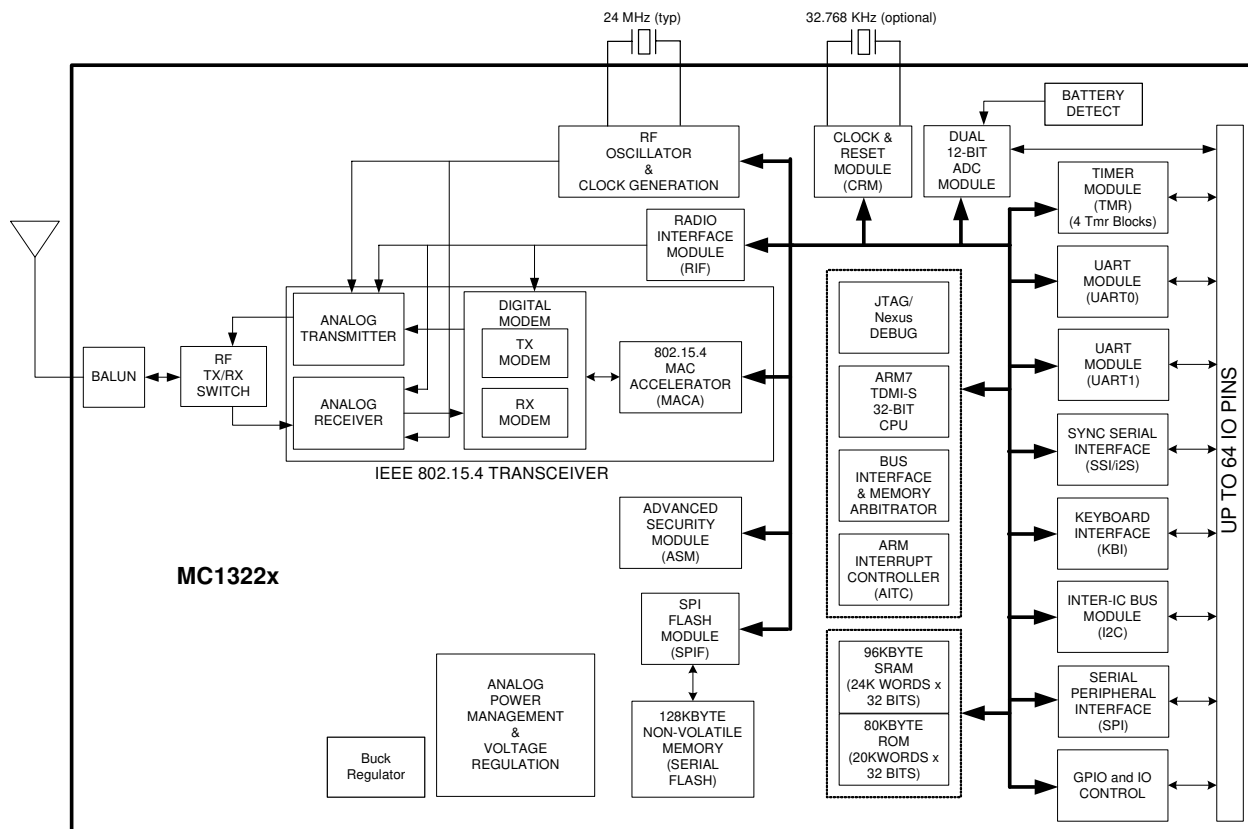 24 MHz (typ)
32.768 KHz (optional)
BATTERY
DETECT
RF
OSCILLATOR
&
CLOCK GENERATION
CLOCK &
RESET
MODULE
(CRM)
DUAL
12-BIT
ADC
MODULE
TIMER
MODULE
(TMR)
(4 Tmr Blocks)
RADIO
INTERFACE
MODULE
(RIF)
UART
MODULE
(UART0)
JTAG/
Nexus
DEBUG
ANALOG
TRANSMITTER
DIGITAL
MODEM
TX
MODEM
802.15.4
MAC
ACCELERATOR
(MACA)
UART
MODULE
(UART1)
BALUN
RF
TX/RX
SWITCH
ANALOG
RECEIVER
RX
MODEM
ARM7
TDMI-S
32-BIT
CPU
IEEE 802.15.4 TRANSCEIVER
SYNC SERIAL
INTERFACE
(SSI/i2S)
BUS
INTERFACE
& MEMORY
ARBITRATOR
UP TO 64 IO PINS
ADVANCED
SECURITY
MODULE
(ASM)
KEYBOARD
INTERFACE
(KBI)
ARM
INTERRUPT
CONTROLLER
(AITC)
MC1322x
INTER-IC BUS
MODULE
(I2C)
SPI
FLASH
MODULE
(SPIF)
96KBYTE
SRAM
(24K WORDS x
32 BITS)
SERIAL
PERIPHERAL
INTERFACE
(SPI)
ANALOG
POWER
MANAGEMENT
&
VOLTAGE
REGULATION
128KBYTE
NON-VOLATILE
MEMORY
(SERIAL
FLASH)
80KBYTE
ROM
(20KWORDS x
32 BITS)
Buck
Regulator
GPIO and IO
CONTROL